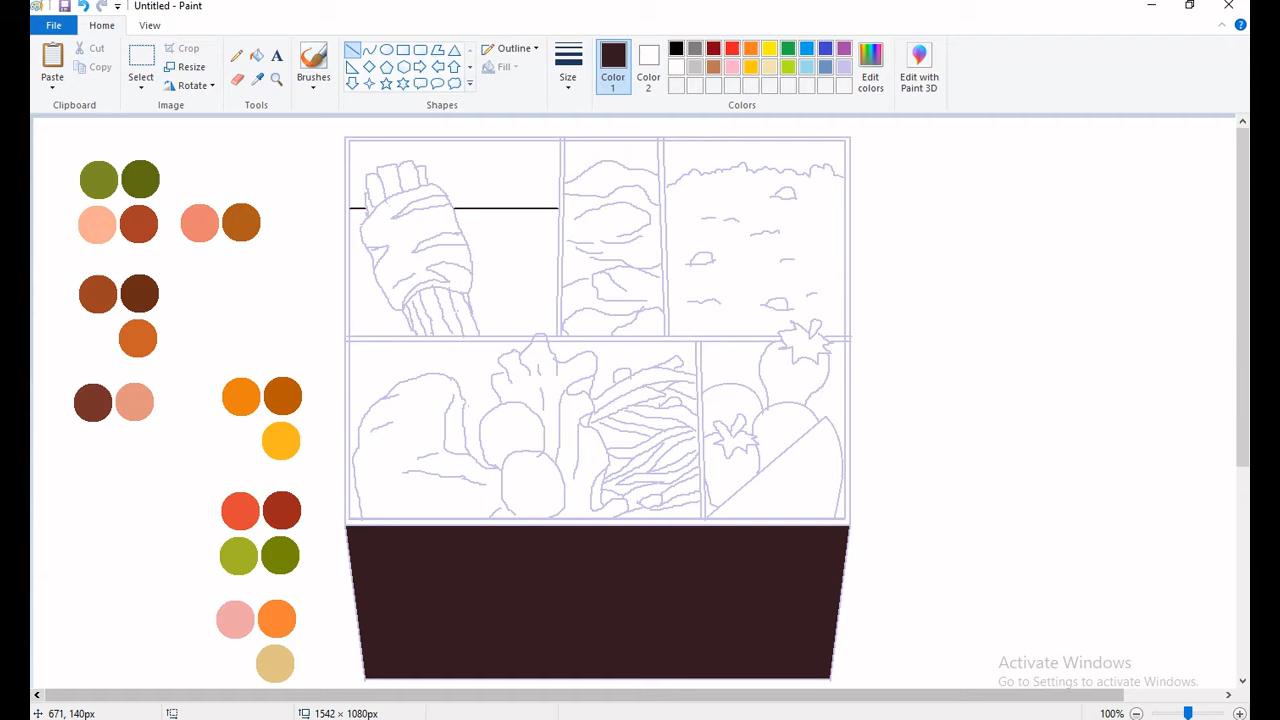 Untitled - Paint
File
Home
View
Paste
Cut
Copy
Clipboard
Select
Crop
Resize
Rotate
Image
Tools
Brushes
Outline
Fill
Shapes
Size
Color 1
Color 2
Edit colors
Colors
Edit with Paint 3D
Activate Windows
Go to Settings to activate Windows.
671, 140px
1542 × 1080px
100%